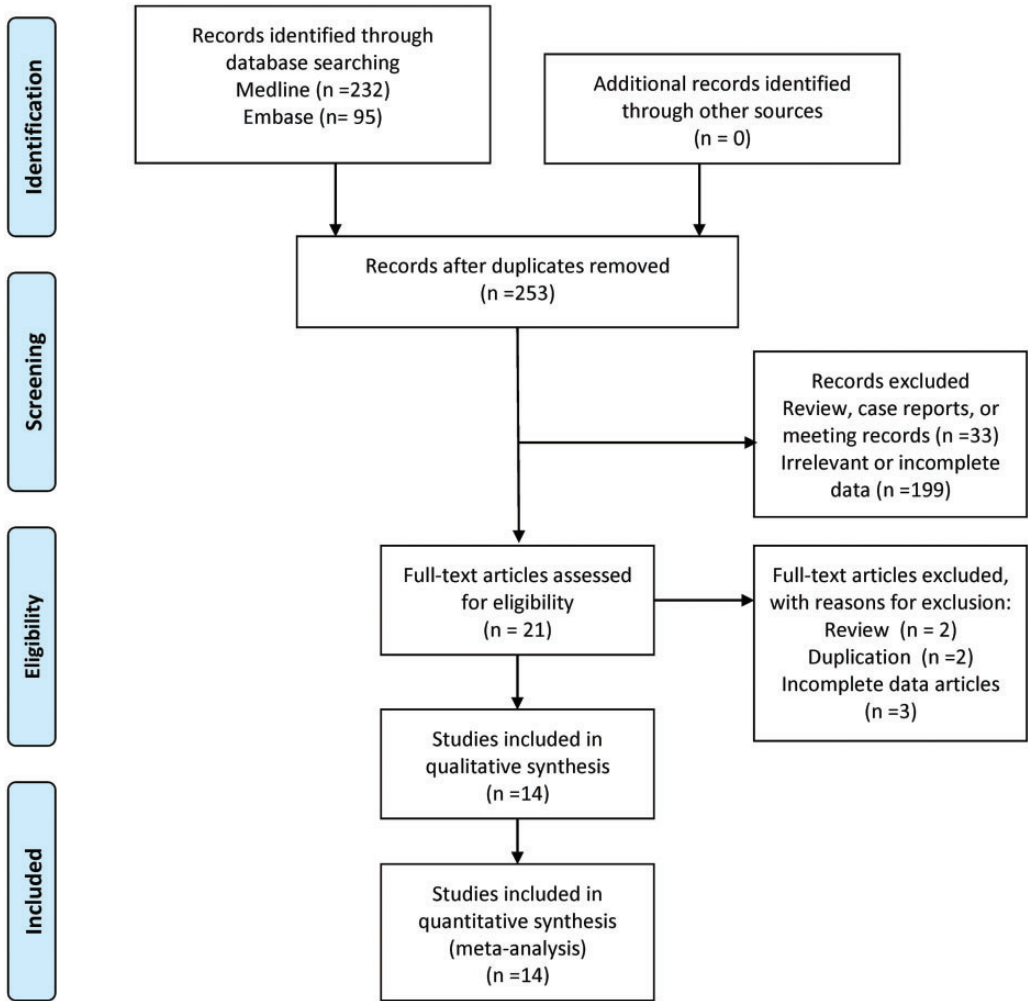 Identification
Records identified through
database searching
Medline (n =232)
Embase (n= 95)
Additional records identified
through other sources
(n = 0)
Records after duplicates removed
(n =253)
Screening
Records excluded
Review, case reports, or
meeting records (n =33)
Irrelevant or incomplete
data (n =199)
Eligibility
Full-text articles assessed
for eligibility
(n = 21)
Full-text articles excluded,
with reasons for exclusion:
Review (n = 2)
Duplication (n =2)
Incomplete data articles
(n =3)
Studies included in
qualitative synthesis
(n =14)
Included
Studies included in
quantitative synthesis
(meta-analysis)
(n =14)